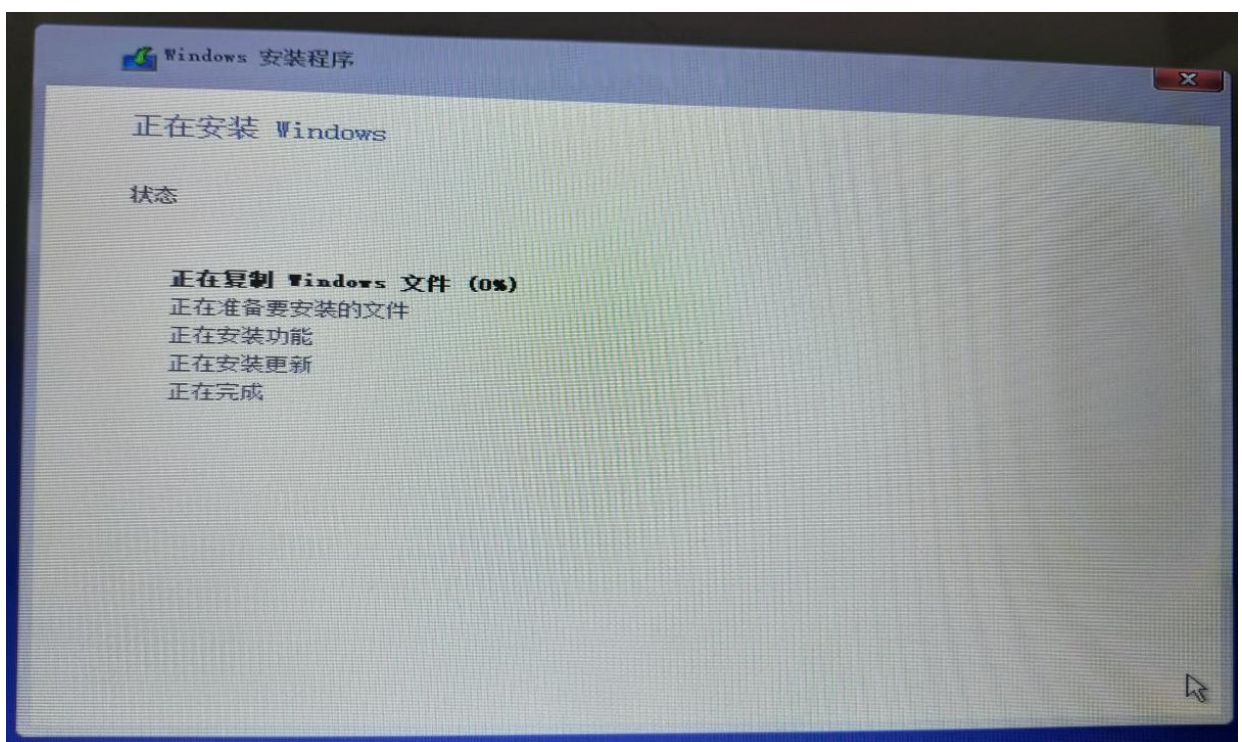 Windows 安装程序
正在安装 Windows
状态
正在复制 Windows 文件 (0%)
正在准备要安装的文件
正在安装功能
正在安装更新
正在完成